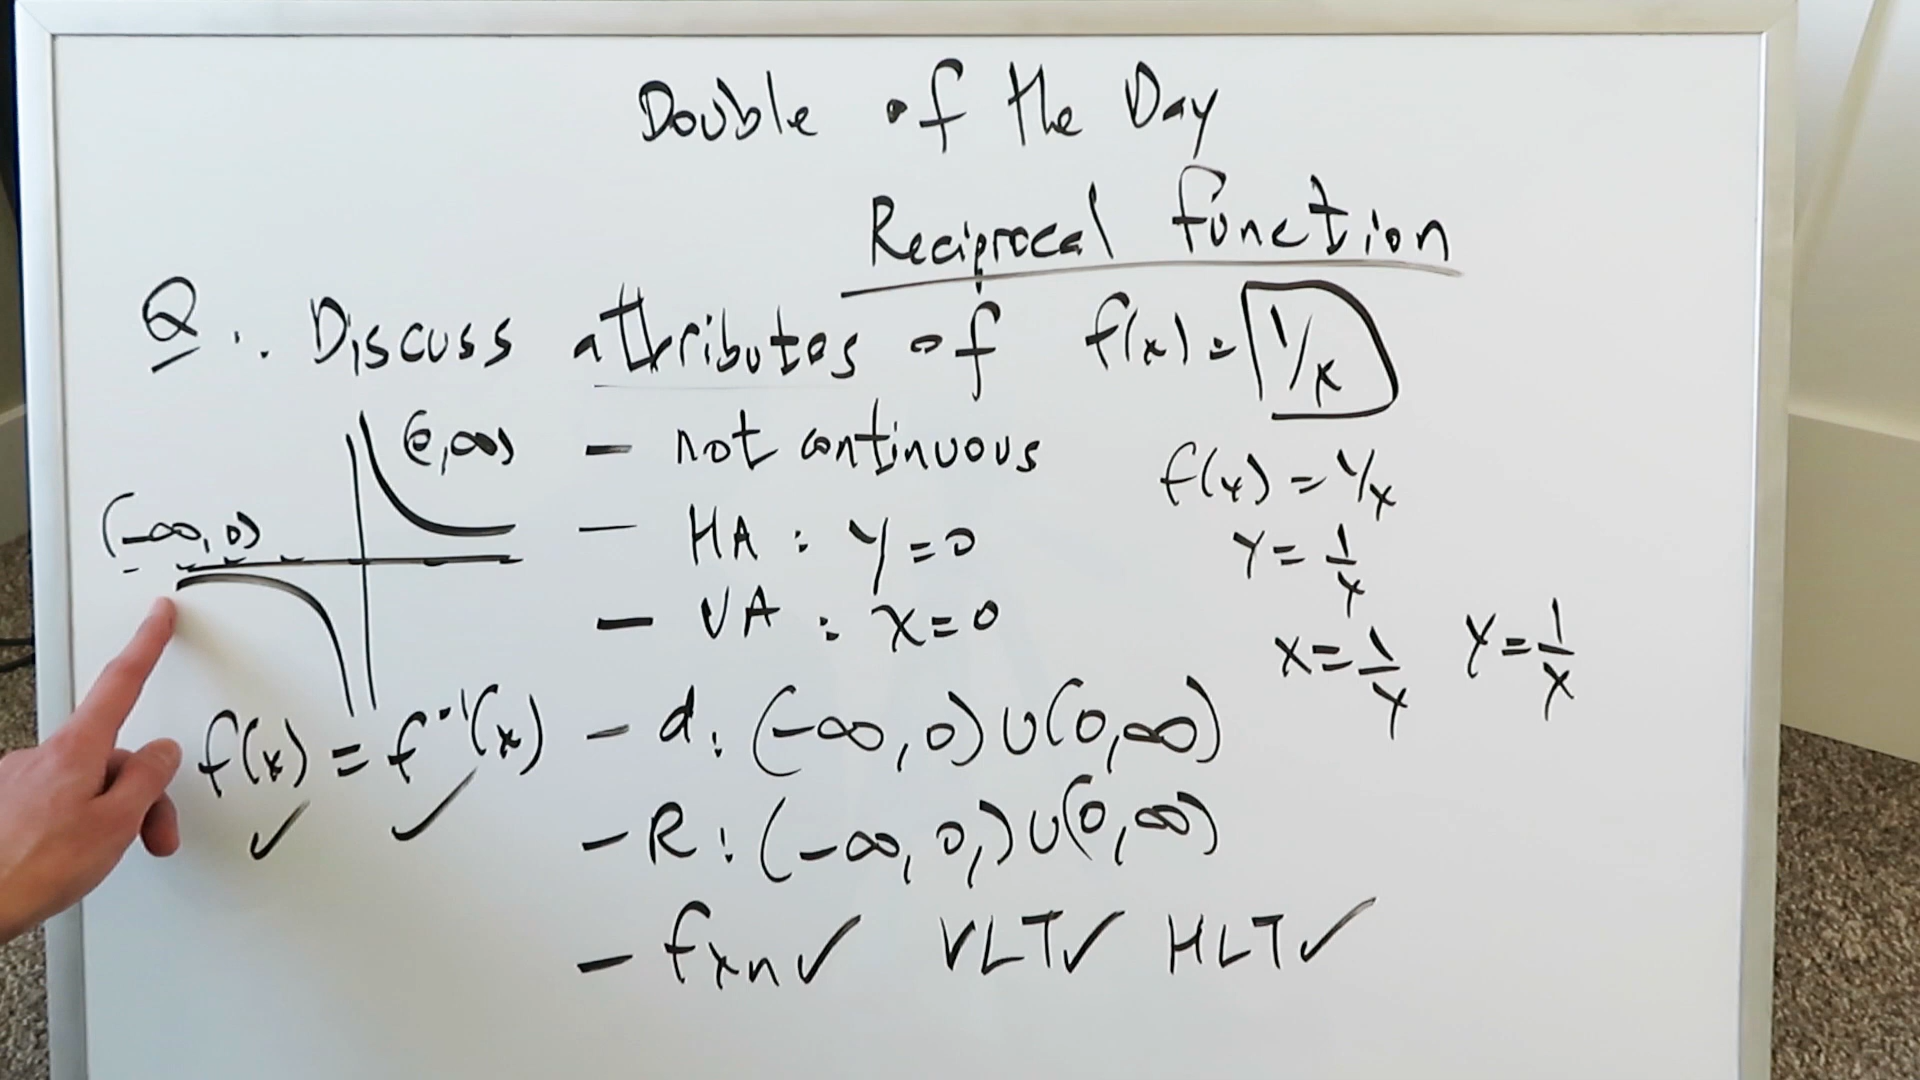 Double of the Day
Reciprocal function
Q: Discuss attributes of f(x) = 1/x
(0,∞)
(-∞,0)
f(x) = f⁻¹(x)
✓ ✓
- not continuous
- HA : y=0
- VA : x=0
- d: (-∞,0)∪(0,∞)
- R: (-∞,0,)∪(0,∞)
- fxn✓ VLT✓ HLT✓
f(x) = 1/x
y = 1/x
x = 1/y y = 1/x